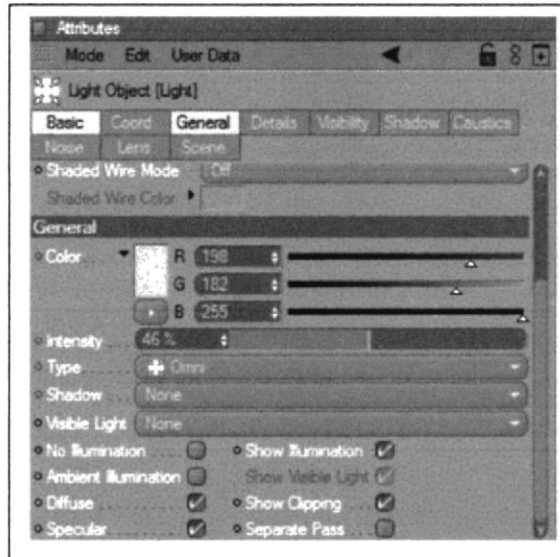 Attributes
Mode Edit User Data
Light Object [Light]
Basic Coord General Details Visibility Shadow Caustics
Noise Lens Scene
Shaded Wire Mode Off
Shaded Wire Color
General
Color R 198
G 182
B 255
Intensity 46 %
Type Omni
Shadow None
Visible Light None
No Illumination Show Illumination
Ambient Illumination Show Visible Light
Diffuse Show Clipping
Specular Separate Pass